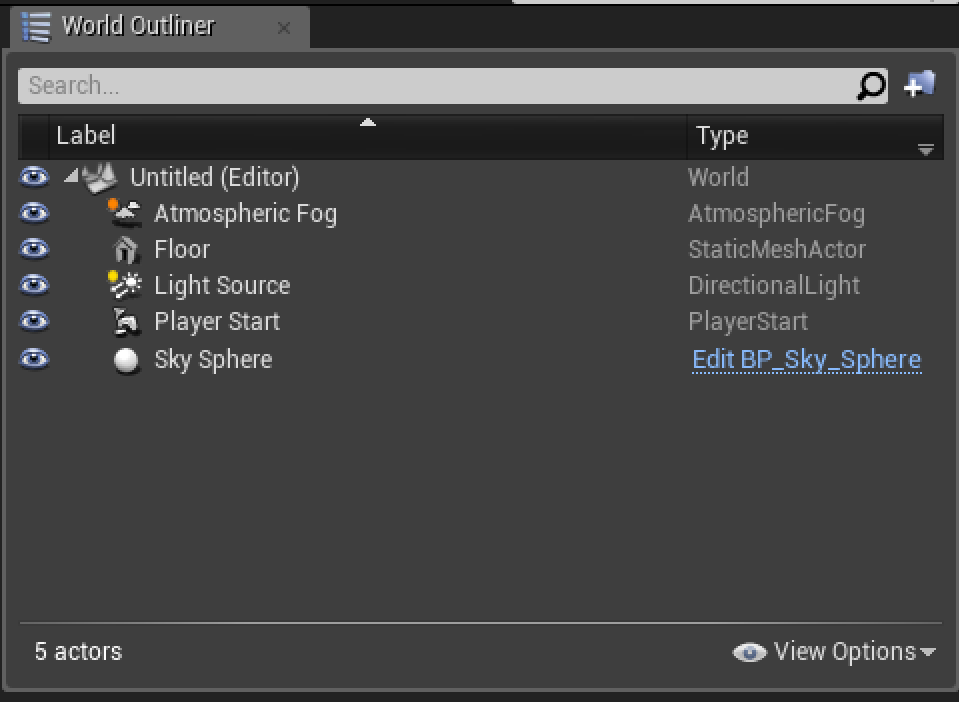 World Outliner
Search...
Label Type
Untitled (Editor) World
Atmospheric Fog AtmosphericFog
Floor StaticMeshActor
Light Source DirectionalLight
Player Start PlayerStart
Sky Sphere Edit BP_Sky_Sphere
5 actors View Options